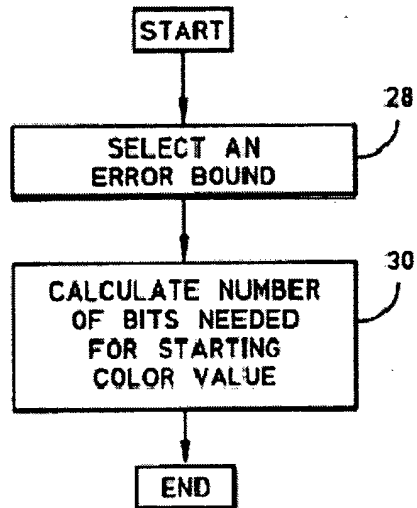 START
28
SELECT AN
ERROR BOUND
30
CALCULATE NUMBER
OF BITS NEEDED
FOR STARTING
COLOR VALUE
END